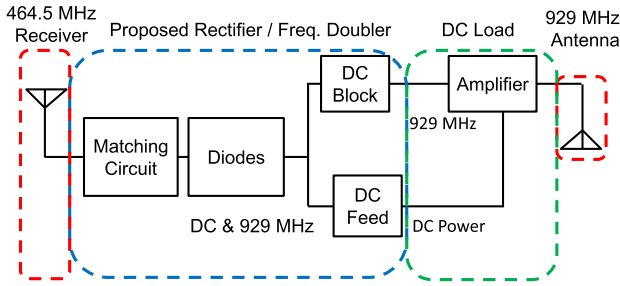 464.5 MHz
Receiver
Proposed Rectifier / Freq. Doubler
DC Load
929 MHz
Antenna
DC
Block
Amplifier
929 MHz
Matching
Circuit
Diodes
DC
Feed
DC & 929 MHz
DC Power